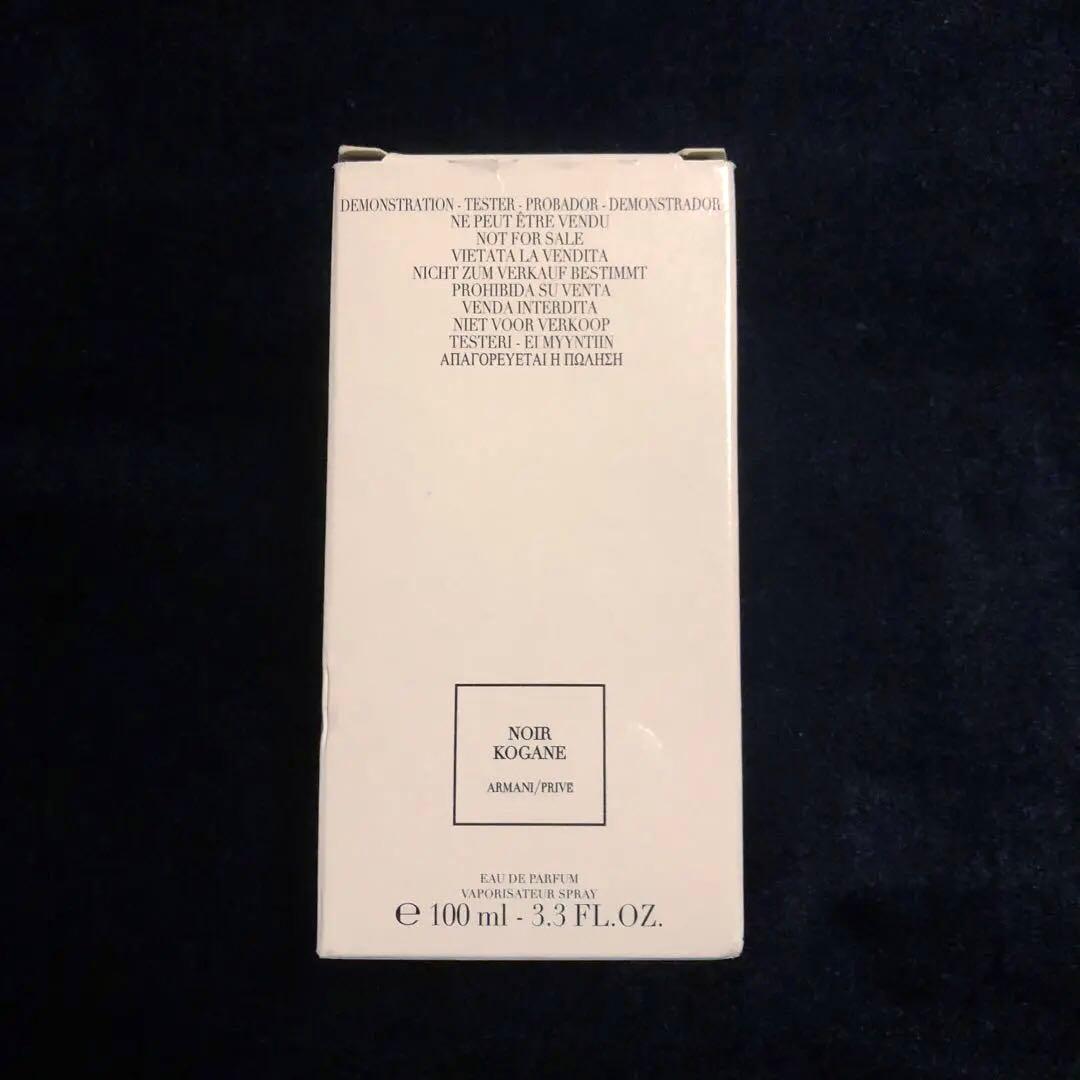 DEMONSTRATION - TESTER - PROBADOR - DEMONSTRADOR
NE PEUT ÊTRE VENDU
NOT FOR SALE
VIETATA LA VENDITA
NICHT ZUM VERKAUF BESTIMMT
PROHIBIDA SU VENTA
VENDA INTERDITA
NIET VOOR VERKOOP
TESTERI - EI MYYNTIIN
ΑΠΑΓΟΡΕΥΕΤΑΙ Η ΠΩΛΗΣΗ
NOIR
KOGANE
ARMANI/PRIVE
EAU DE PARFUM
VAPORISATEUR SPRAY
℮ 100 ml - 3.3 FL.OZ.